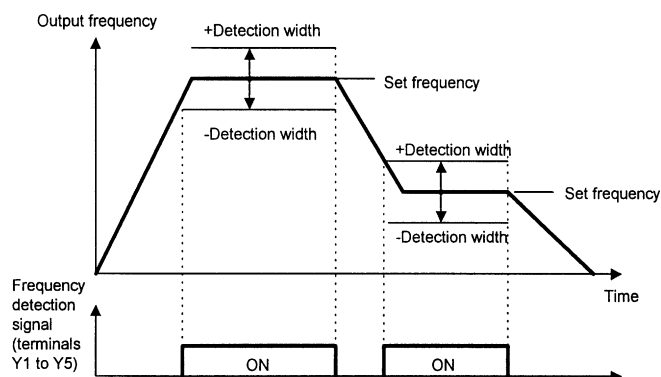 Output frequency
+Detection width
Set frequency
-Detection width
+Detection width
Set frequency
-Detection width
Time
Frequency
detection
signal
(terminals
Y1 to Y5)
ON
ON